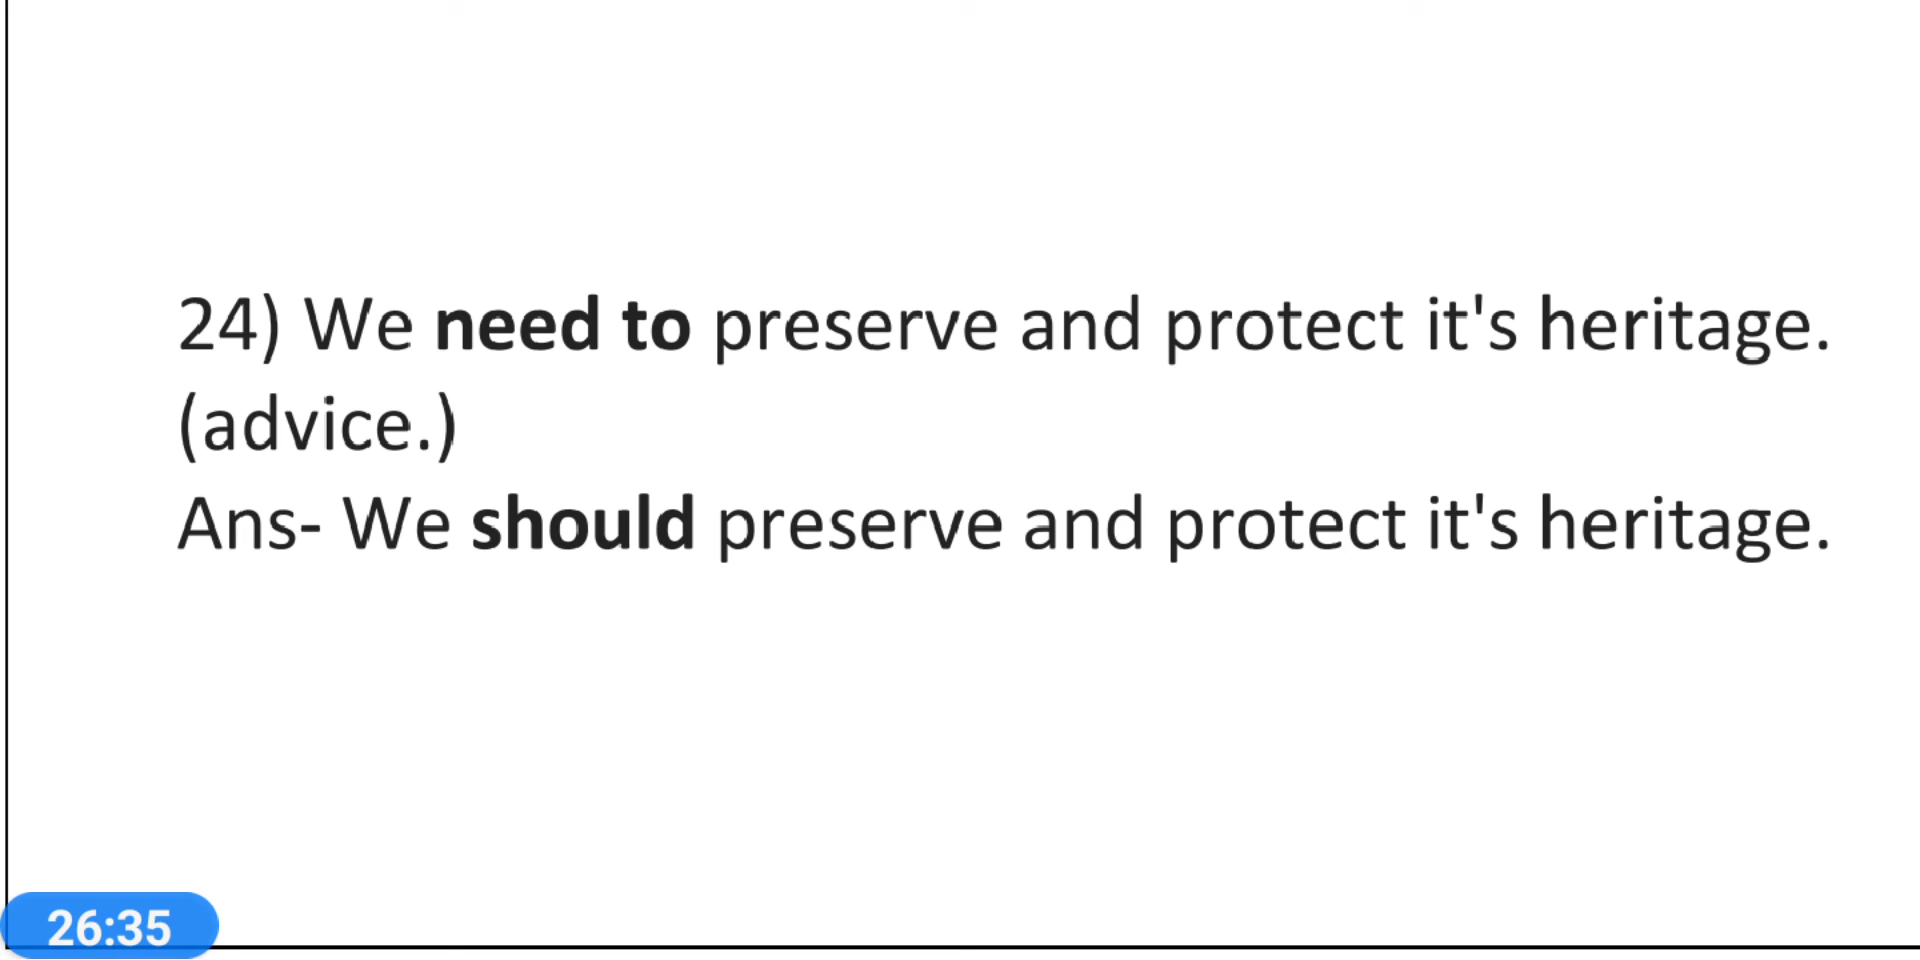 24) We need to preserve and protect it's heritage.
(advice.)
Ans- We should preserve and protect it's heritage.
26:35